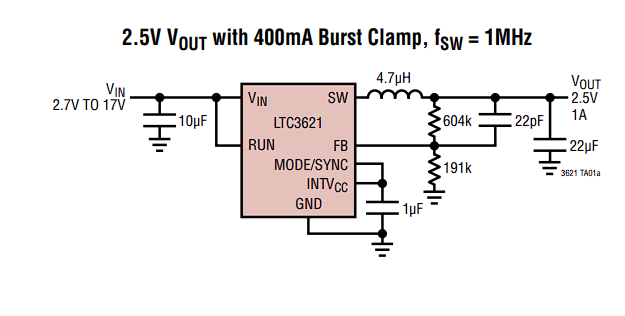 2.5V VOUT with 400mA Burst Clamp, fSW = 1MHz
VIN
2.7V TO 17V
10µF
VIN
RUN
LTC3621
SW
FB
MODE/SYNC
INTVCC
GND
4.7µH
604k
191k
22pF
1µF
VOUT
2.5V
1A
22µF
3621 TA01a